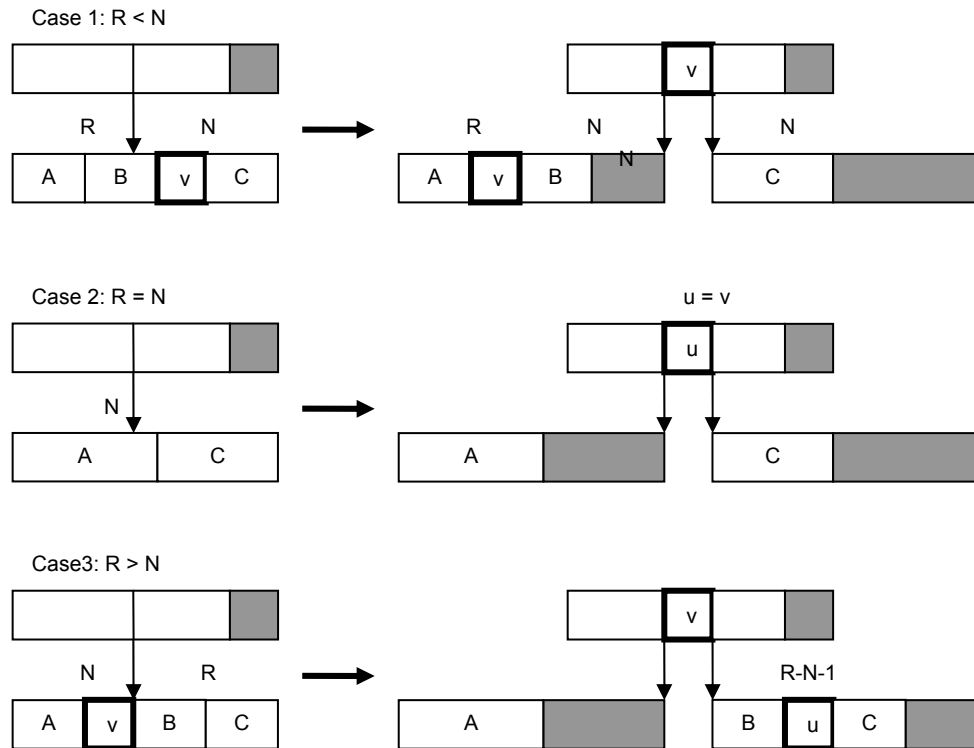 Case 1: R < N
v
R N R N N
N
A B v C A v B C
Case 2: R = N u = v
u
N
A C A C
Case3: R > N
v
N R R-N-1
A v B C A B u C